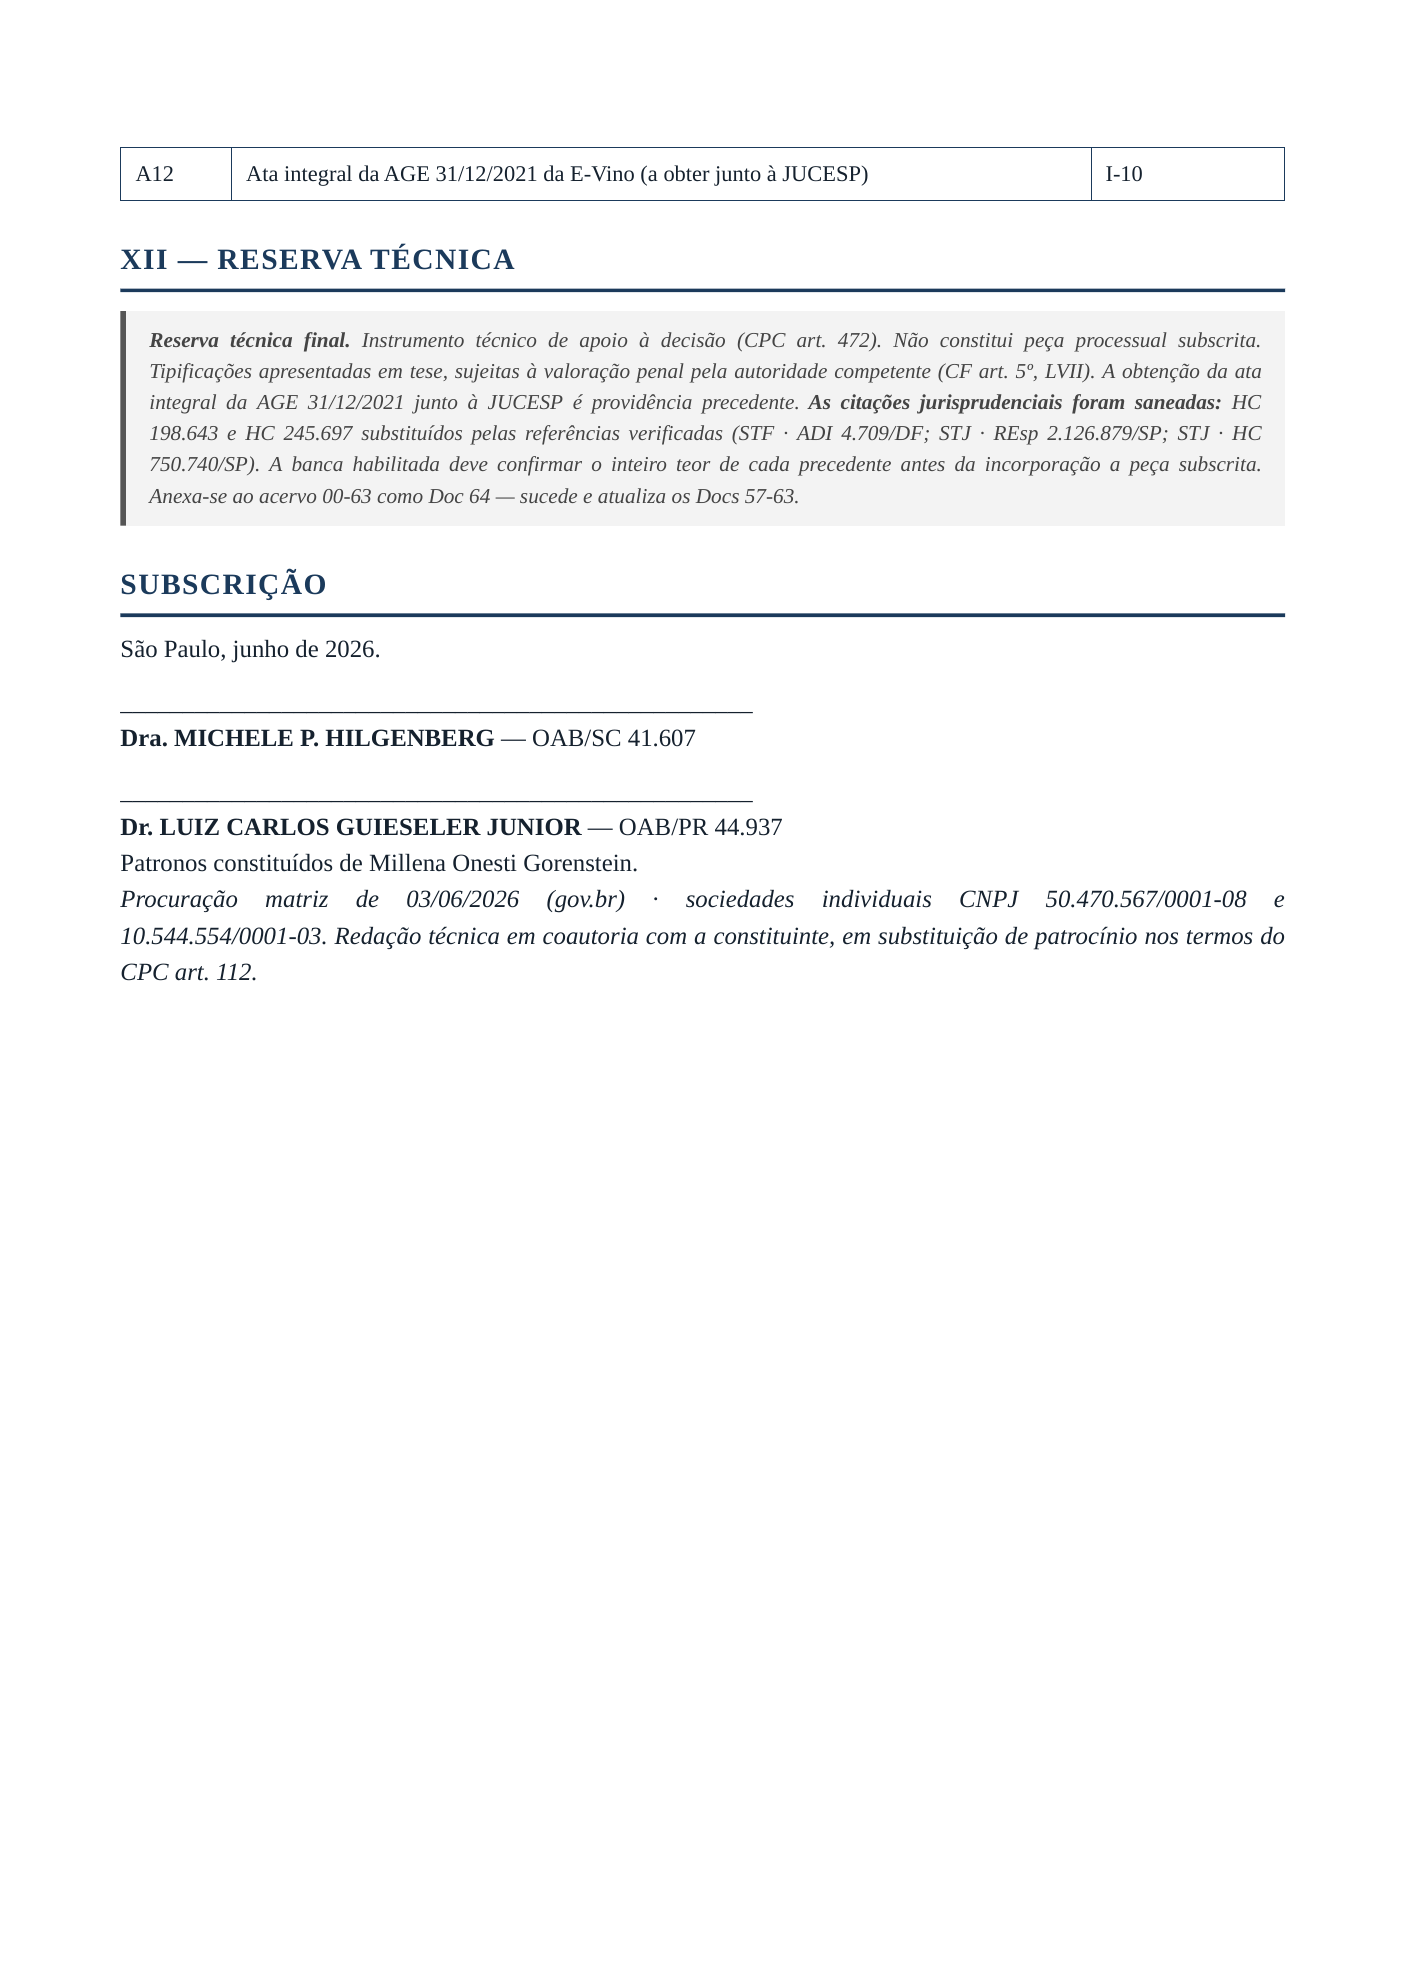 A12 Ata integral da AGE 31/12/2021 da E-Vino (a obter junto à JUCESP) I-10
XII — RESERVA TÉCNICA
Reserva técnica final. Instrumento técnico de apoio à decisão (CPC art. 472). Não constitui peça processual subscrita.
Tipificações apresentadas em tese, sujeitas à valoração penal pela autoridade competente (CF art. 5º, LVII). A obtenção da ata
integral da AGE 31/12/2021 junto à JUCESP é providência precedente. As citações jurisprudenciais foram saneadas: HC
198.643 e HC 245.697 substituídos pelas referências verificadas (STF · ADI 4.709/DF; STJ · REsp 2.126.879/SP; STJ · HC
750.740/SP). A banca habilitada deve confirmar o inteiro teor de cada precedente antes da incorporação a peça subscrita.
Anexa-se ao acervo 00-63 como Doc 64 — sucede e atualiza os Docs 57-63.
SUBSCRIÇÃO
São Paulo, junho de 2026.
Dra. MICHELE P. HILGENBERG — OAB/SC 41.607
Dr. LUIZ CARLOS GUIESELER JUNIOR — OAB/PR 44.937
Patronos constituídos de Millena Onesti Gorenstein.
Procuração matriz de 03/06/2026 (gov.br) · sociedades individuais CNPJ 50.470.567/0001-08 e
10.544.554/0001-03. Redação técnica em coautoria com a constituinte, em substituição de patrocínio nos termos do
CPC art. 112.